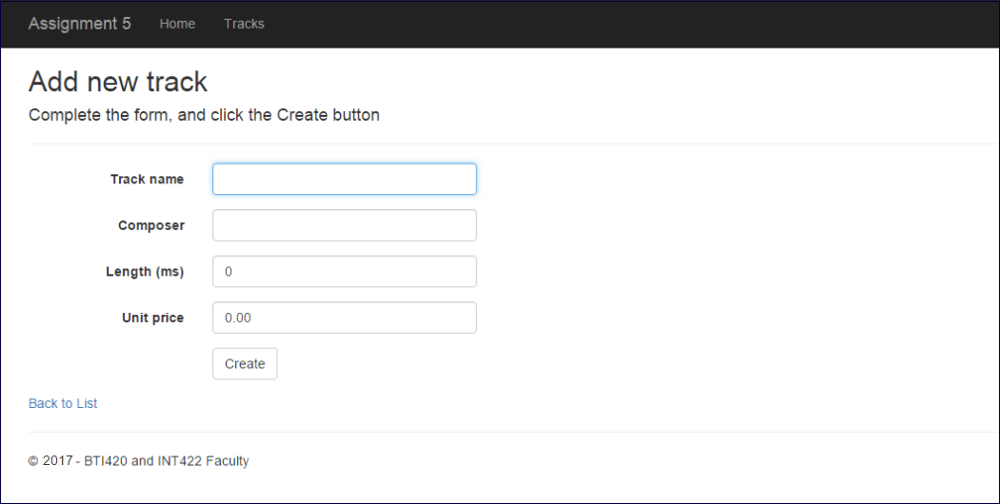 Assignment 5 Home Tracks
Add new track
Complete the form, and click the Create button
Track name
Composer
Length (ms) 0
Unit price 0.00
Create
Back to List
© 2017 - BTI420 and INT422 Faculty